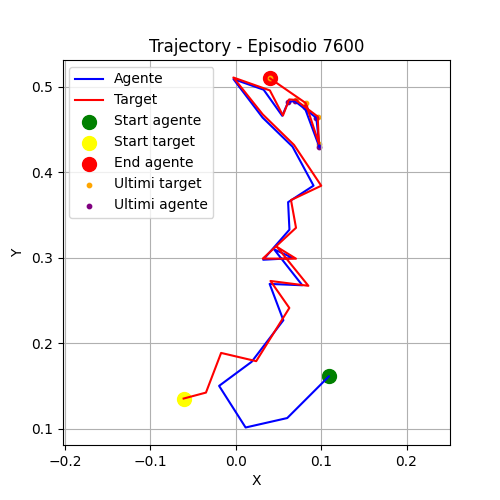 Trajectory - Episodio 7600
Agente
Target
Start agente
Start target
End agente
Ultimi target
Ultimi agente
0.5
0.4
0.3
0.2
0.1
Y
−0.2 −0.1 0.0 0.1 0.2
X